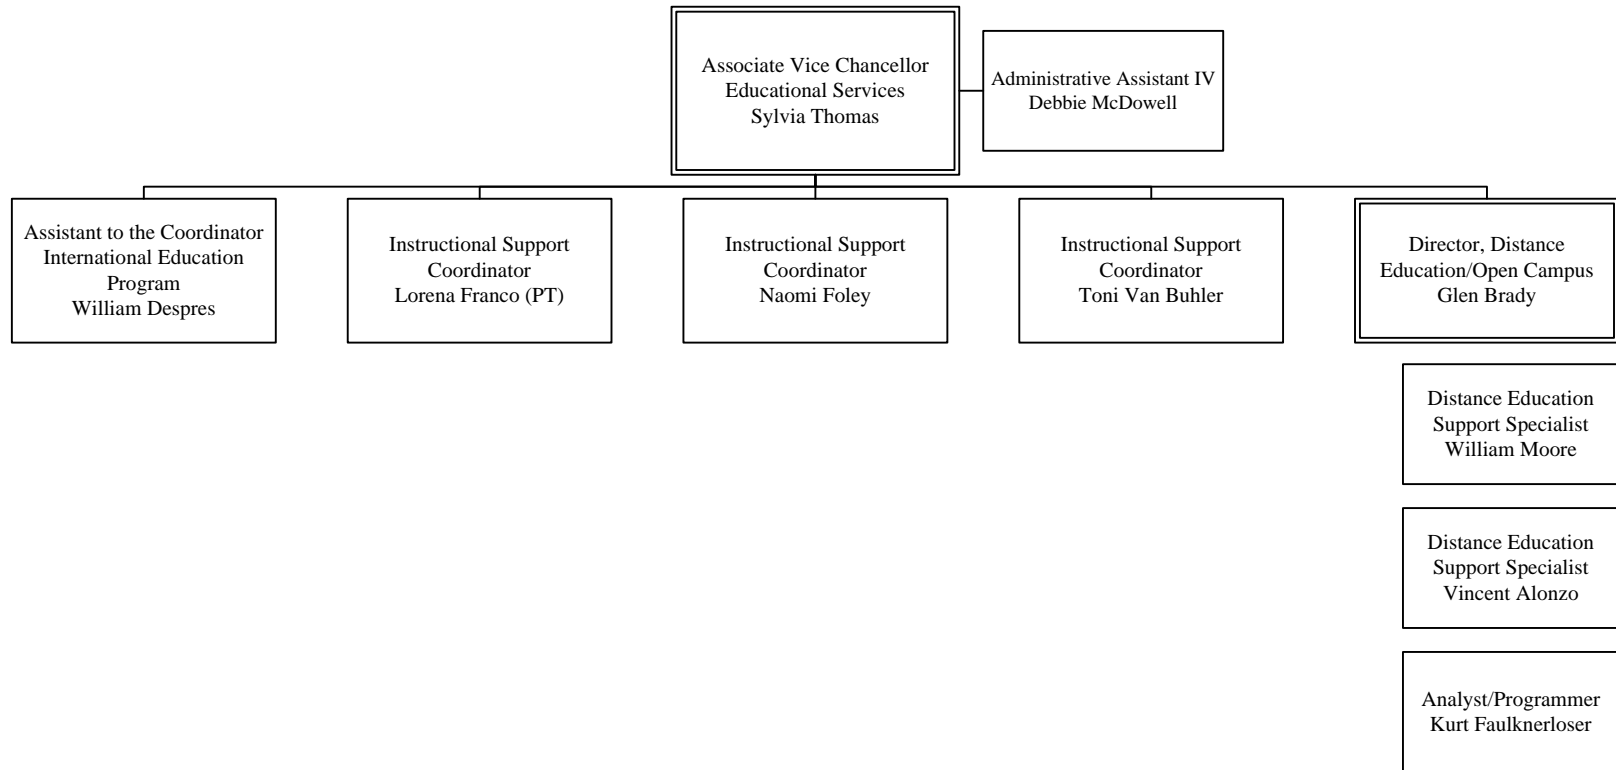 Associate Vice Chancellor
Educational Services
Sylvia Thomas
Administrative Assistant IV
Debbie McDowell
Assistant to the Coordinator
International Education
Program
William Despres
Instructional Support
Coordinator
Lorena Franco (PT)
Instructional Support
Coordinator
Naomi Foley
Instructional Support
Coordinator
Toni Van Buhler
Director, Distance
Education/Open Campus
Glen Brady
Distance Education
Support Specialist
William Moore
Distance Education
Support Specialist
Vincent Alonzo
Analyst/Programmer
Kurt Faulknerloser